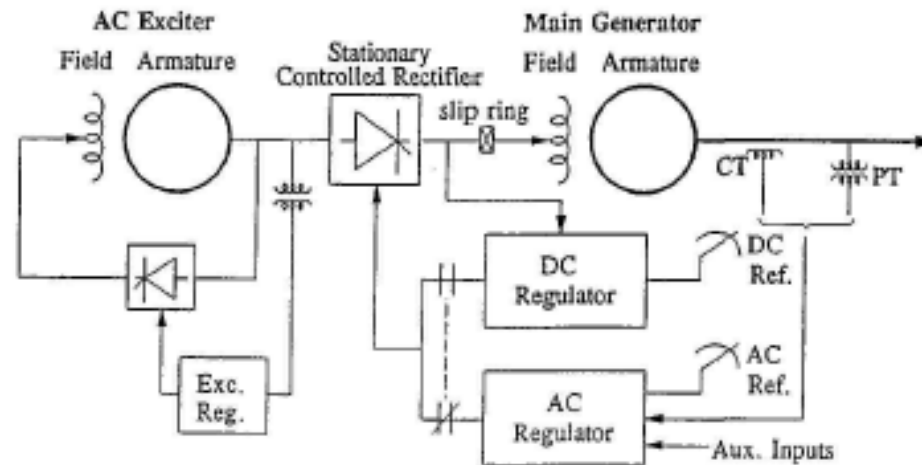 AC Exciter
Field Armature
Stationary
Controlled Rectifier
Main Generator
Field Armature
slip ring
CT
PT
DC
Regulator
DC
Ref.
Exc.
Reg.
AC
Regulator
AC
Ref.
Aux. Inputs